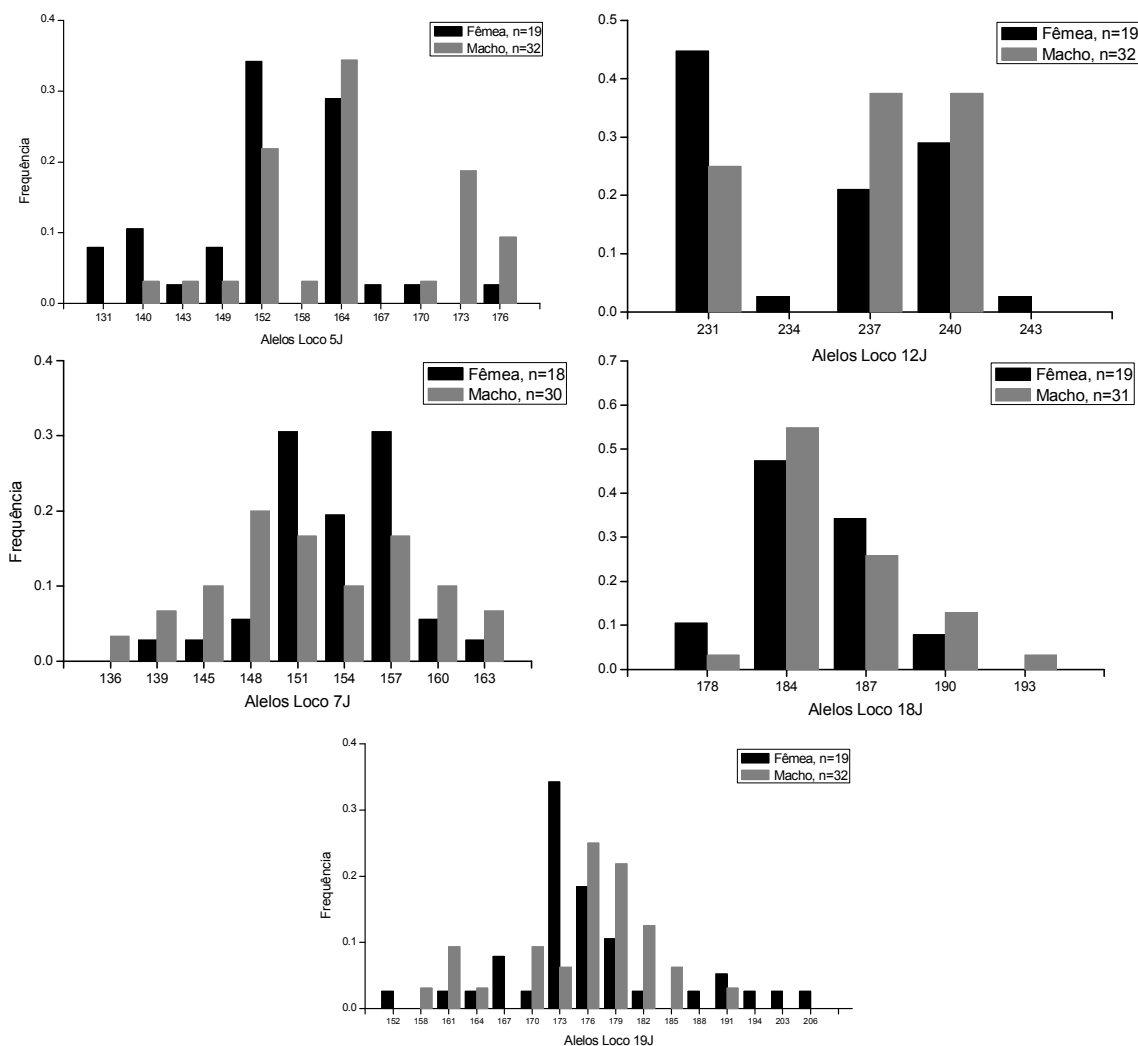 0.4
0.3
0.2
0.1
0.0
Frequência
Fêmea, n=19
Macho, n=32
131 140 143 149 152 158 164 167 170 173 176
Alelos Loco 5J
0.5
0.4
0.3
0.2
0.1
0.0
Fêmea, n=19
Macho, n=32
231 234 237 240 243
Alelos Loco 12J
0.4
0.3
0.2
0.1
0.0
Frequência
Fêmea, n=18
Macho, n=30
136 139 145 148 151 154 157 160 163
Alelos Loco 7J
0.7
0.6
0.5
0.4
0.3
0.2
0.1
0.0
Fêmea, n=19
Macho, n=31
178 184 187 190 193
Alelos Loco 18J
0.4
0.3
0.2
0.1
0.0
Frequência
Fêmea, n=19
Macho, n=32
152 158 161 164 167 170 173 176 179 182 185 188 191 194 203 206
Alelos Loco 19J